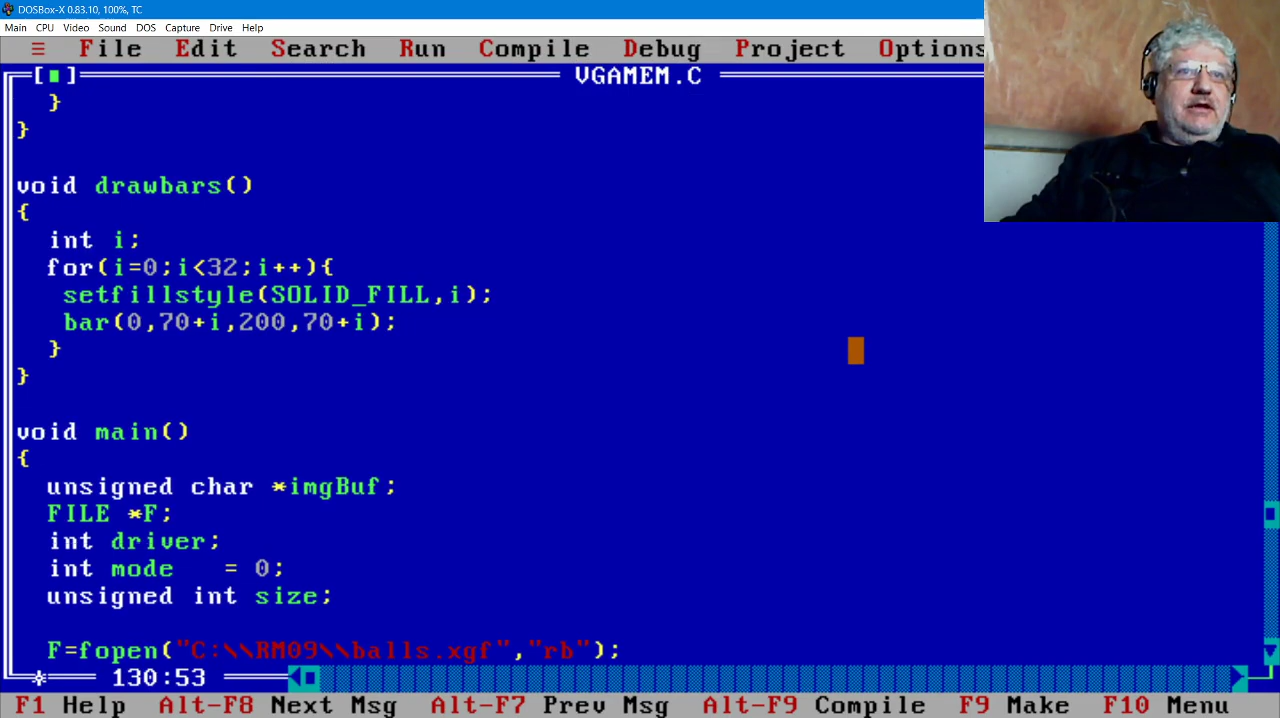 DOSBox-X 0.83.10, 100%, TC
Main CPU Video Sound DOS Capture Drive Help
≡ File Edit Search Run Compile Debug Project Options
[■] VGAMEM.C
}
}
void drawbars()
{
int i;
for(i=0;i<32;i++){
setfillstyle(SOLID_FILL,i);
bar(0,70+i,200,70+i);
}
}
void main()
{
unsigned char *imgBuf;
FILE *F;
int driver;
int mode = 0;
unsigned int size;
F=fopen("C:\\RM09\\balls.xgf","rb");
130:53
F1 Help Alt-F8 Next Msg Alt-F7 Prev Msg Alt-F9 Compile F9 Make F10 Menu